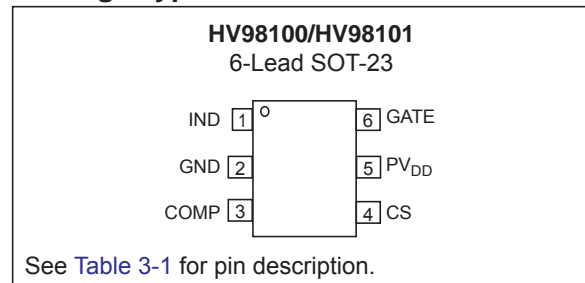 HV98100/HV98101
6-Lead SOT-23
IND 1 6 GATE
GND 2 5 PVDD
COMP 3 4 CS
See Table 3-1 for pin description.